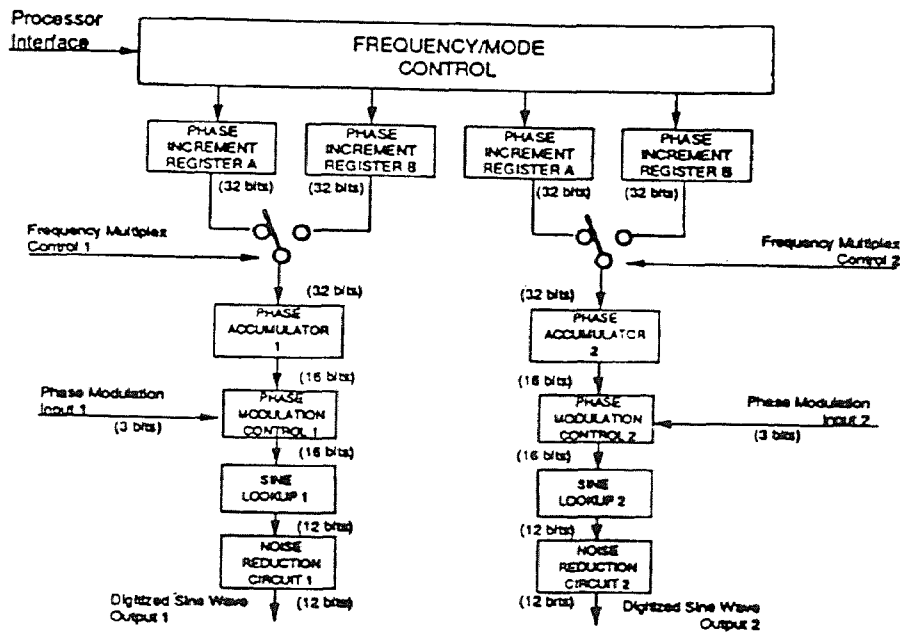 Processor
Interface
FREQUENCY/MODE
CONTROL
PHASE
INCREMENT
REGISTER A
PHASE
INCREMENT
REGISTER B
PHASE
INCREMENT
REGISTER A
PHASE
INCREMENT
REGISTER B
(32 bits)
(32 bits)
(32 bits)
(32 bits)
Frequency Multiplex
Control 1
Frequency Multiplex
Control 2
(32 bits)
(32 bits)
PHASE
ACCUMULATOR
1
PHASE
ACCUMULATOR
2
(16 bits)
(16 bits)
Phase Modulation
Input 1
(3 bits)
PHASE
MODULATION
CONTROL 1
PHASE
MODULATION
CONTROL 2
Phase Modulation
Input 2
(3 bits)
(16 bits)
(16 bits)
SINE
LOOKUP 1
SINE
LOOKUP 2
(12 bits)
(12 bits)
NOISE
REDUCTION
CIRCUIT 1
NOISE
REDUCTION
CIRCUIT 2
Digitized Sine Wave
Output 1
(12 bits)
(12 bits)
Digitized Sine Wave
Output 2